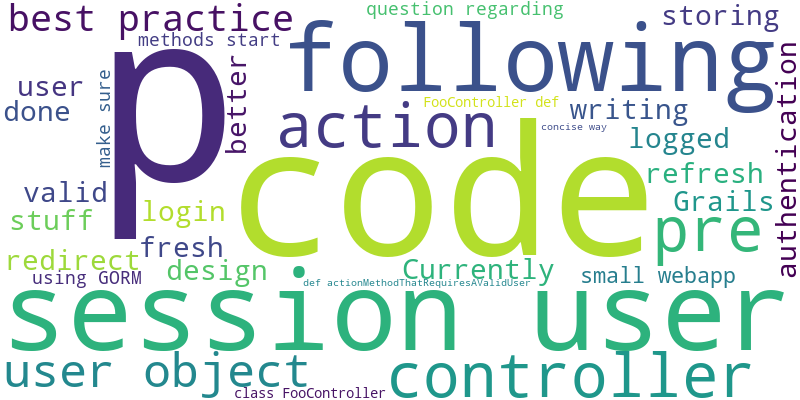 best practice
question regarding
storing
methods start
p
following
user
make sure
better
FooController def
writing
authentication
done
action
concise way
logged
code
refresh
valid
login
Grails
stuff
fresh
pre
redirect
design
Currently
using GORM
def actionMethodThatRequiresAValidUser
small webapp
session user
user object
controller
class FooController